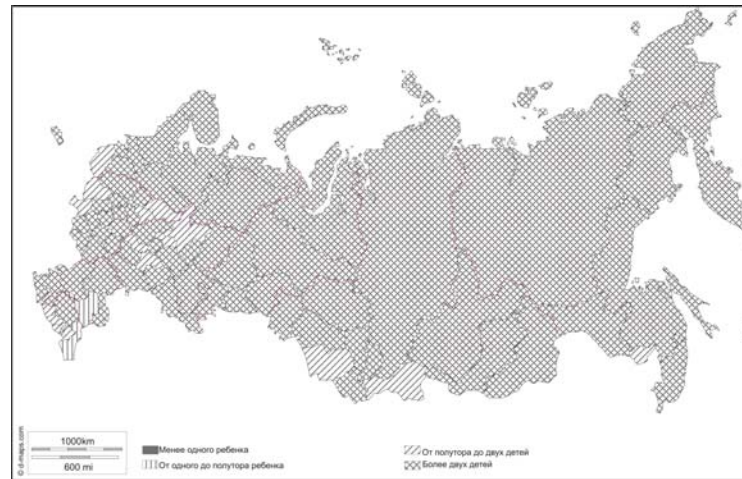 1000km
600 mi
© d-maps.com
Менее одного ребенка
От одного до полутора ребенка
От полутора до двух детей
Более двух детей